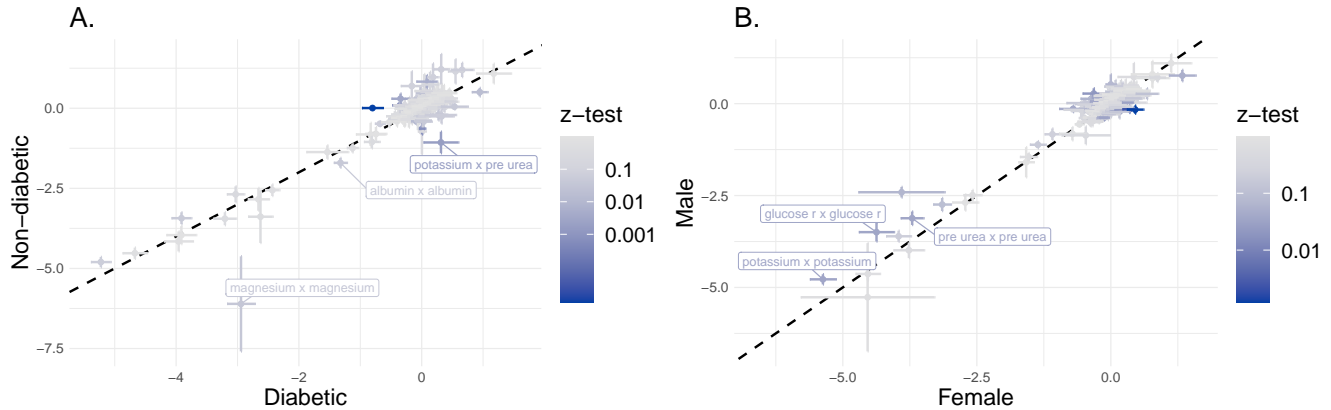 A.
Non−diabetic
0.0
−2.5
−5.0
−7.5
−4
−2
0
Diabetic
potassium x pre urea
albumin x albumin
magnesium x magnesium
z−test
0.1
0.01
0.001
B.
Male
0.0
−2.5
−5.0
−5.0
−2.5
0.0
Female
glucose r x glucose r
pre urea x pre urea
potassium x potassium
z−test
0.1
0.01